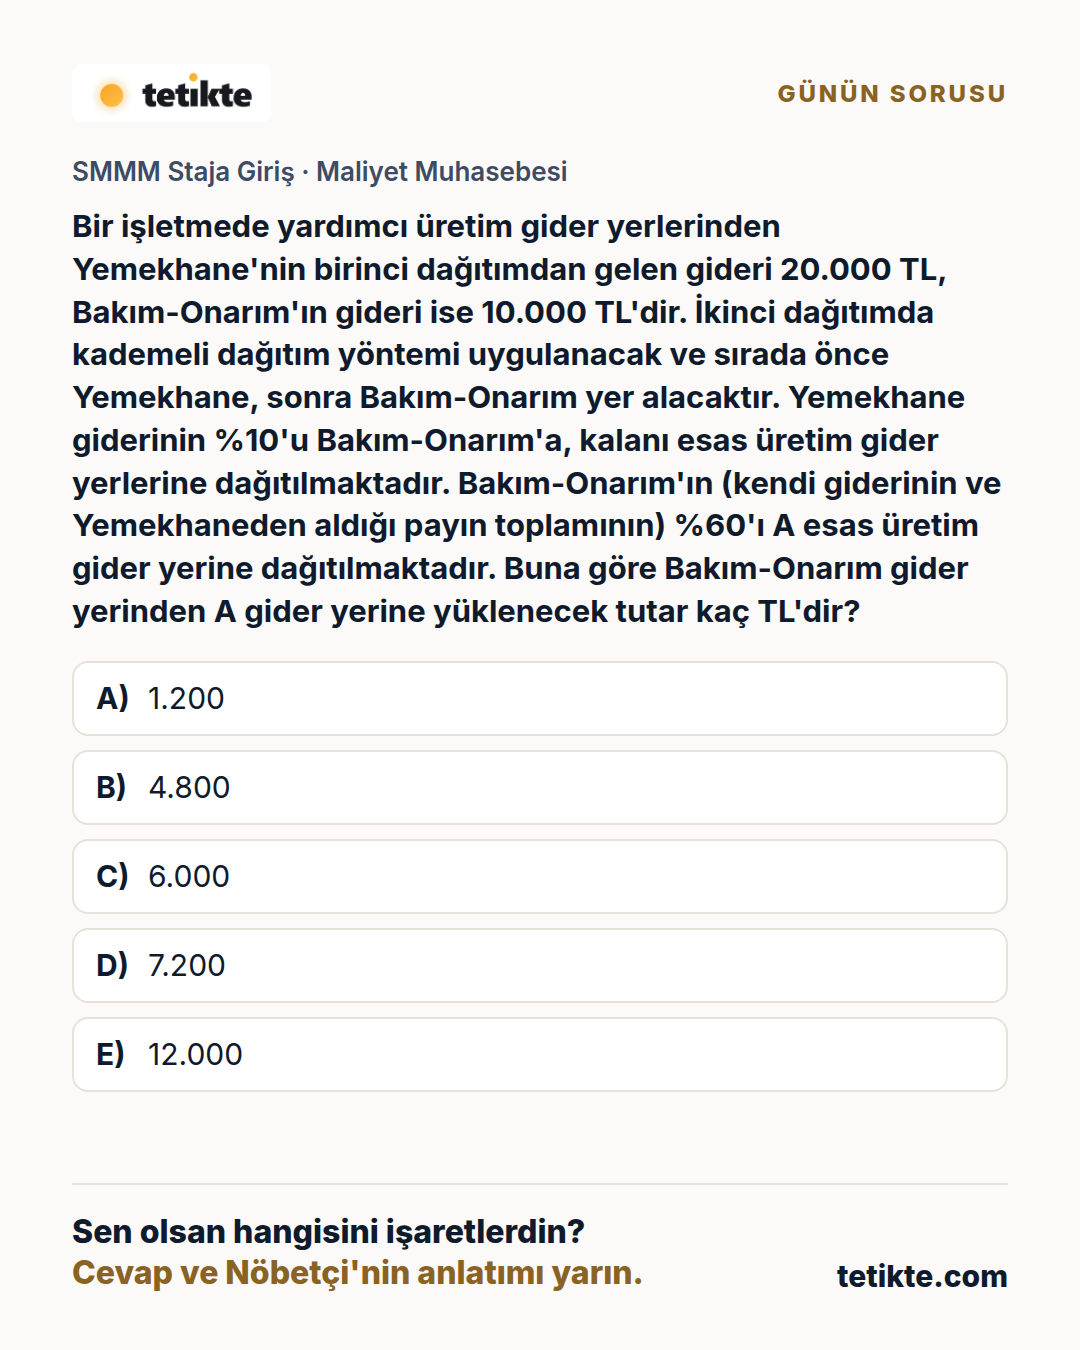 tetikte
GÜNÜN SORUSU
SMMM Staja Giriş · Maliyet Muhasebesi
Bir işletmede yardımcı üretim gider yerlerinden
Yemekhane'nin birinci dağıtımdan gelen gideri 20.000 TL,
Bakım-Onarım'ın gideri ise 10.000 TL'dir. İkinci dağıtımda
kademeli dağıtım yöntemi uygulanacak ve sırada önce
Yemekhane, sonra Bakım-Onarım yer alacaktır. Yemekhane
giderinin %10'u Bakım-Onarım'a, kalanı esas üretim gider
yerlerine dağıtılmaktadır. Bakım-Onarım'ın (kendi giderinin ve
Yemekhaneden aldığı payın toplamının) %60'ı A esas üretim
gider yerine dağıtılmaktadır. Buna göre Bakım-Onarım gider
yerinden A gider yerine yüklenecek tutar kaç TL'dir?
A) 1.200
B) 4.800
C) 6.000
D) 7.200
E) 12.000
Sen olsan hangisini işaretlerdin?
Cevap ve Nöbetçi'nin anlatımı yarın.
tetikte.com